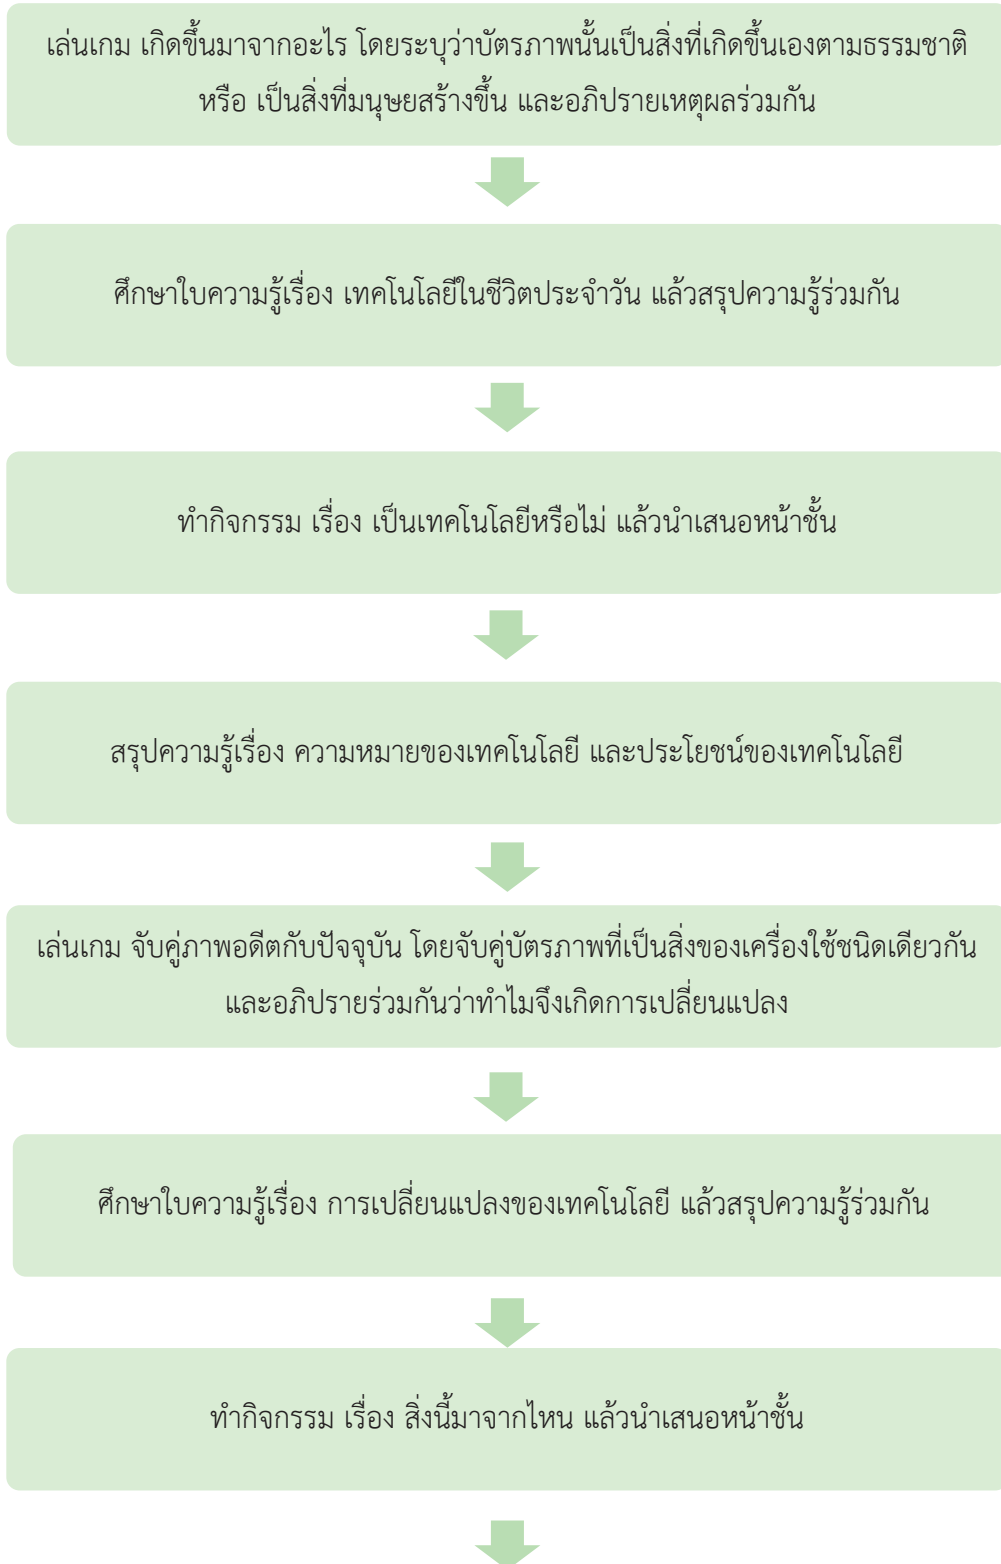 เล่นเกม เกิดขึ้นมาจากอะไร โดยระบุว่าบัตรภาพนั้นเป็นสิ่งที่เกิดขึ้นเองตามธรรมชาติ
หรือ เป็นสิ่งที่มนุษยสร้างขึ้น และอภิปรายเหตุผลร่วมกัน
ศึกษาใบความรู้เรื่อง เทคโนโลยีในชีวิตประจำวัน แล้วสรุปความรู้ร่วมกัน
ทำกิจกรรม เรื่อง เป็นเทคโนโลยีหรือไม่ แล้วนำเสนอหน้าชั้น
สรุปความรู้เรื่อง ความหมายของเทคโนโลยี และประโยชน์ของเทคโนโลยี
เล่นเกม จับคู่ภาพอดีตกับปัจจุบัน โดยจับคู่บัตรภาพที่เป็นสิ่งของเครื่องใช้ชนิดเดียวกัน
และอภิปรายร่วมกันว่าทำไมจึงเกิดการเปลี่ยนแปลง
ศึกษาใบความรู้เรื่อง การเปลี่ยนแปลงของเทคโนโลยี แล้วสรุปความรู้ร่วมกัน
ทำกิจกรรม เรื่อง สิ่งนี้มาจากไหน แล้วนำเสนอหน้าชั้น